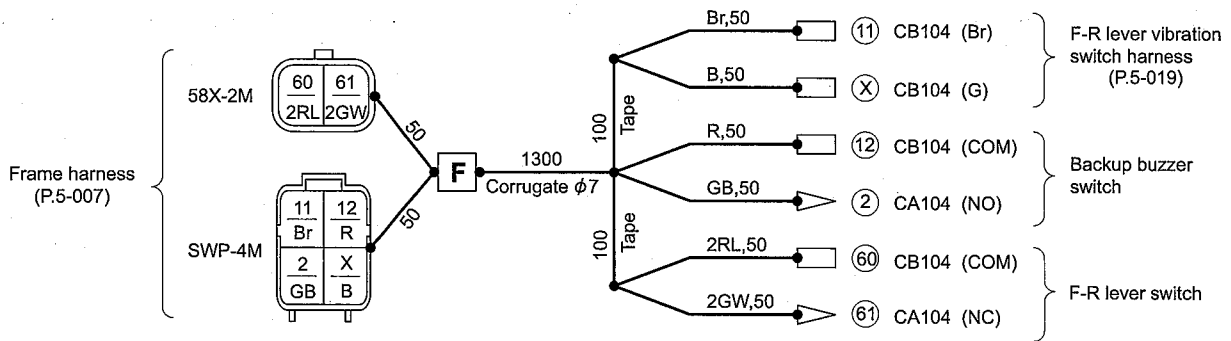 Frame harness
(P.5-007)
58X-2M
60 61
2RL 2GW
SWP-4M
11 12
Br R
2 X
GB B
50
50
F
1300
Corrugate φ7
100
Tape
100
Tape
Br,50
11 CB104 (Br)
B,50
X CB104 (G)
F-R lever vibration
switch harness
(P.5-019)
R,50
12 CB104 (COM)
GB,50
2 CA104 (NO)
Backup buzzer
switch
2RL,50
60 CB104 (COM)
2GW,50
61 CA104 (NC)
F-R lever switch